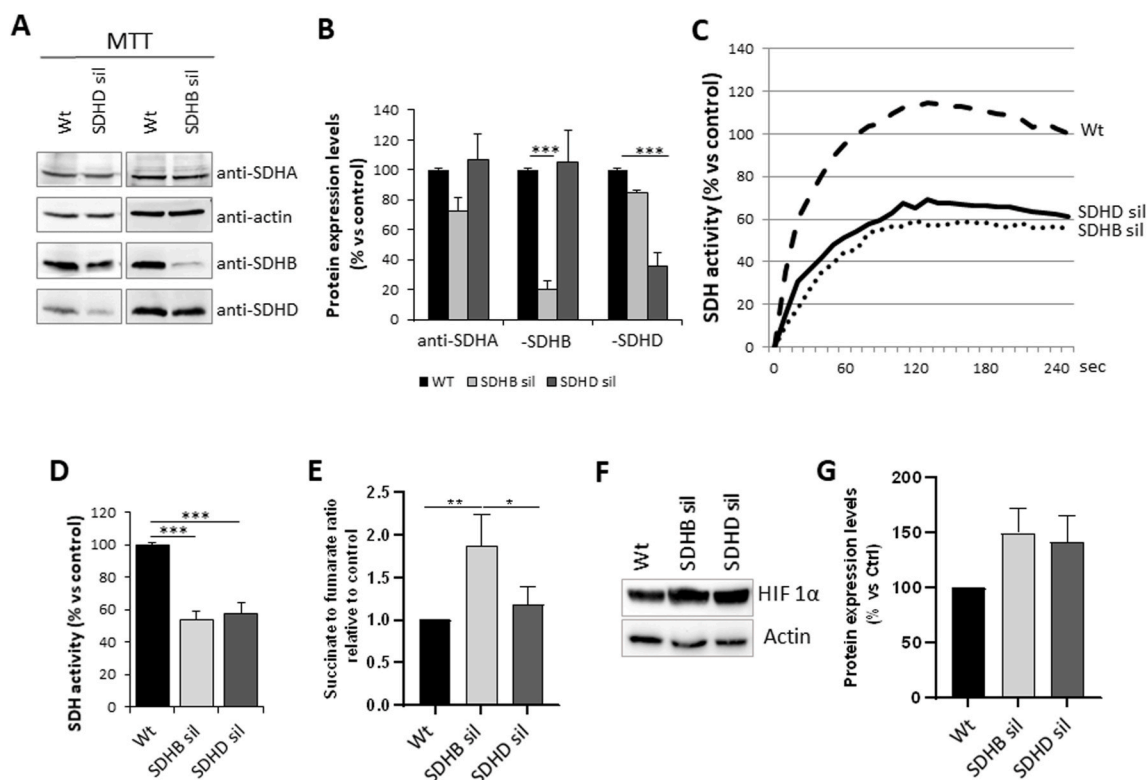 A
MTT
Wt
SDHD sil
Wt
SDHB sil
anti-SDHA
anti-actin
anti-SDHB
anti-SDHD
B
Protein expression levels
(% vs control)
140
120
100
80
60
40
20
0
***
***
anti-SDHA
-SDHB
-SDHD
WT
SDHB sil
SDHD sil
C
SDH activity (% vs control)
140
120
100
80
60
40
20
0
0
60
120
180
240
sec
Wt
SDHD sil
SDHB sil
D
SDH activity (% vs control)
120
100
80
60
40
20
0
***
***
Wt
SDHB sil
SDHD sil
E
Succinate to fumarate ratio
relative to control
2.5
2.0
1.5
1.0
0.5
0.0
**
*
Wt
SDHB sil
SDHD sil
F
Wt
SDHB sil
SDHD sil
HIF 1α
Actin
G
Protein expression levels
(% vs Ctrl)
200
150
100
50
0
Wt
SDHB sil
SDHD sil